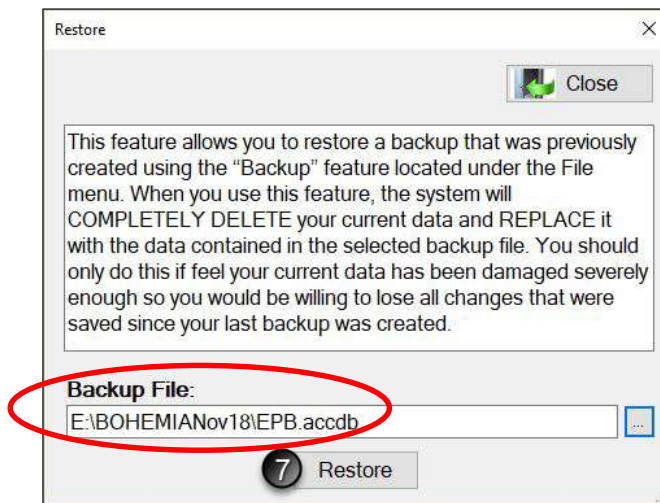 Restore
Close
This feature allows you to restore a backup that was previously
created using the “Backup” feature located under the File
menu. When you use this feature, the system will
COMPLETELY DELETE your current data and REPLACE it
with the data contained in the selected backup file. You should
only do this if feel your current data has been damaged severely
enough so you would be willing to lose all changes that were
saved since your last backup was created.
Backup File:
E:\BOHEMIANov18\EPB.accdb
...
7 Restore